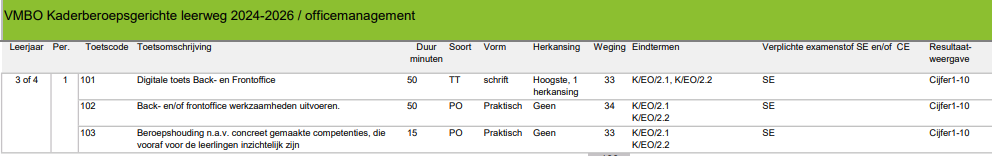 VMBO Kaderberoepsgerichte leerweg 2024-2026 / officemanagement
Leerjaar Per. Toetscode Toetsomschrijving Duur Soort Vorm Herkansing Weging Eindtermen Verplichte examenstof SE en/of CE Resultaat-
minuten weergave
3 of 4 1 101 Digitale toets Back- en Frontoffice 50 TT schrift Hoogste, 1 33 K/EO/2.1, K/EO/2.2 SE Cijfer1-10
herkansing
102 Back- en/of frontoffice werkzaamheden uitvoeren. 50 PO Praktisch Geen 34 K/EO/2.1 SE Cijfer1-10
K/EO/2.2
103 Beroepshouding n.a.v. concreet gemaakte competenties, die 15 PO Praktisch Geen 33 K/EO/2.1 SE Cijfer1-10
vooraf voor de leerlingen inzichtelijk zijn K/EO/2.2